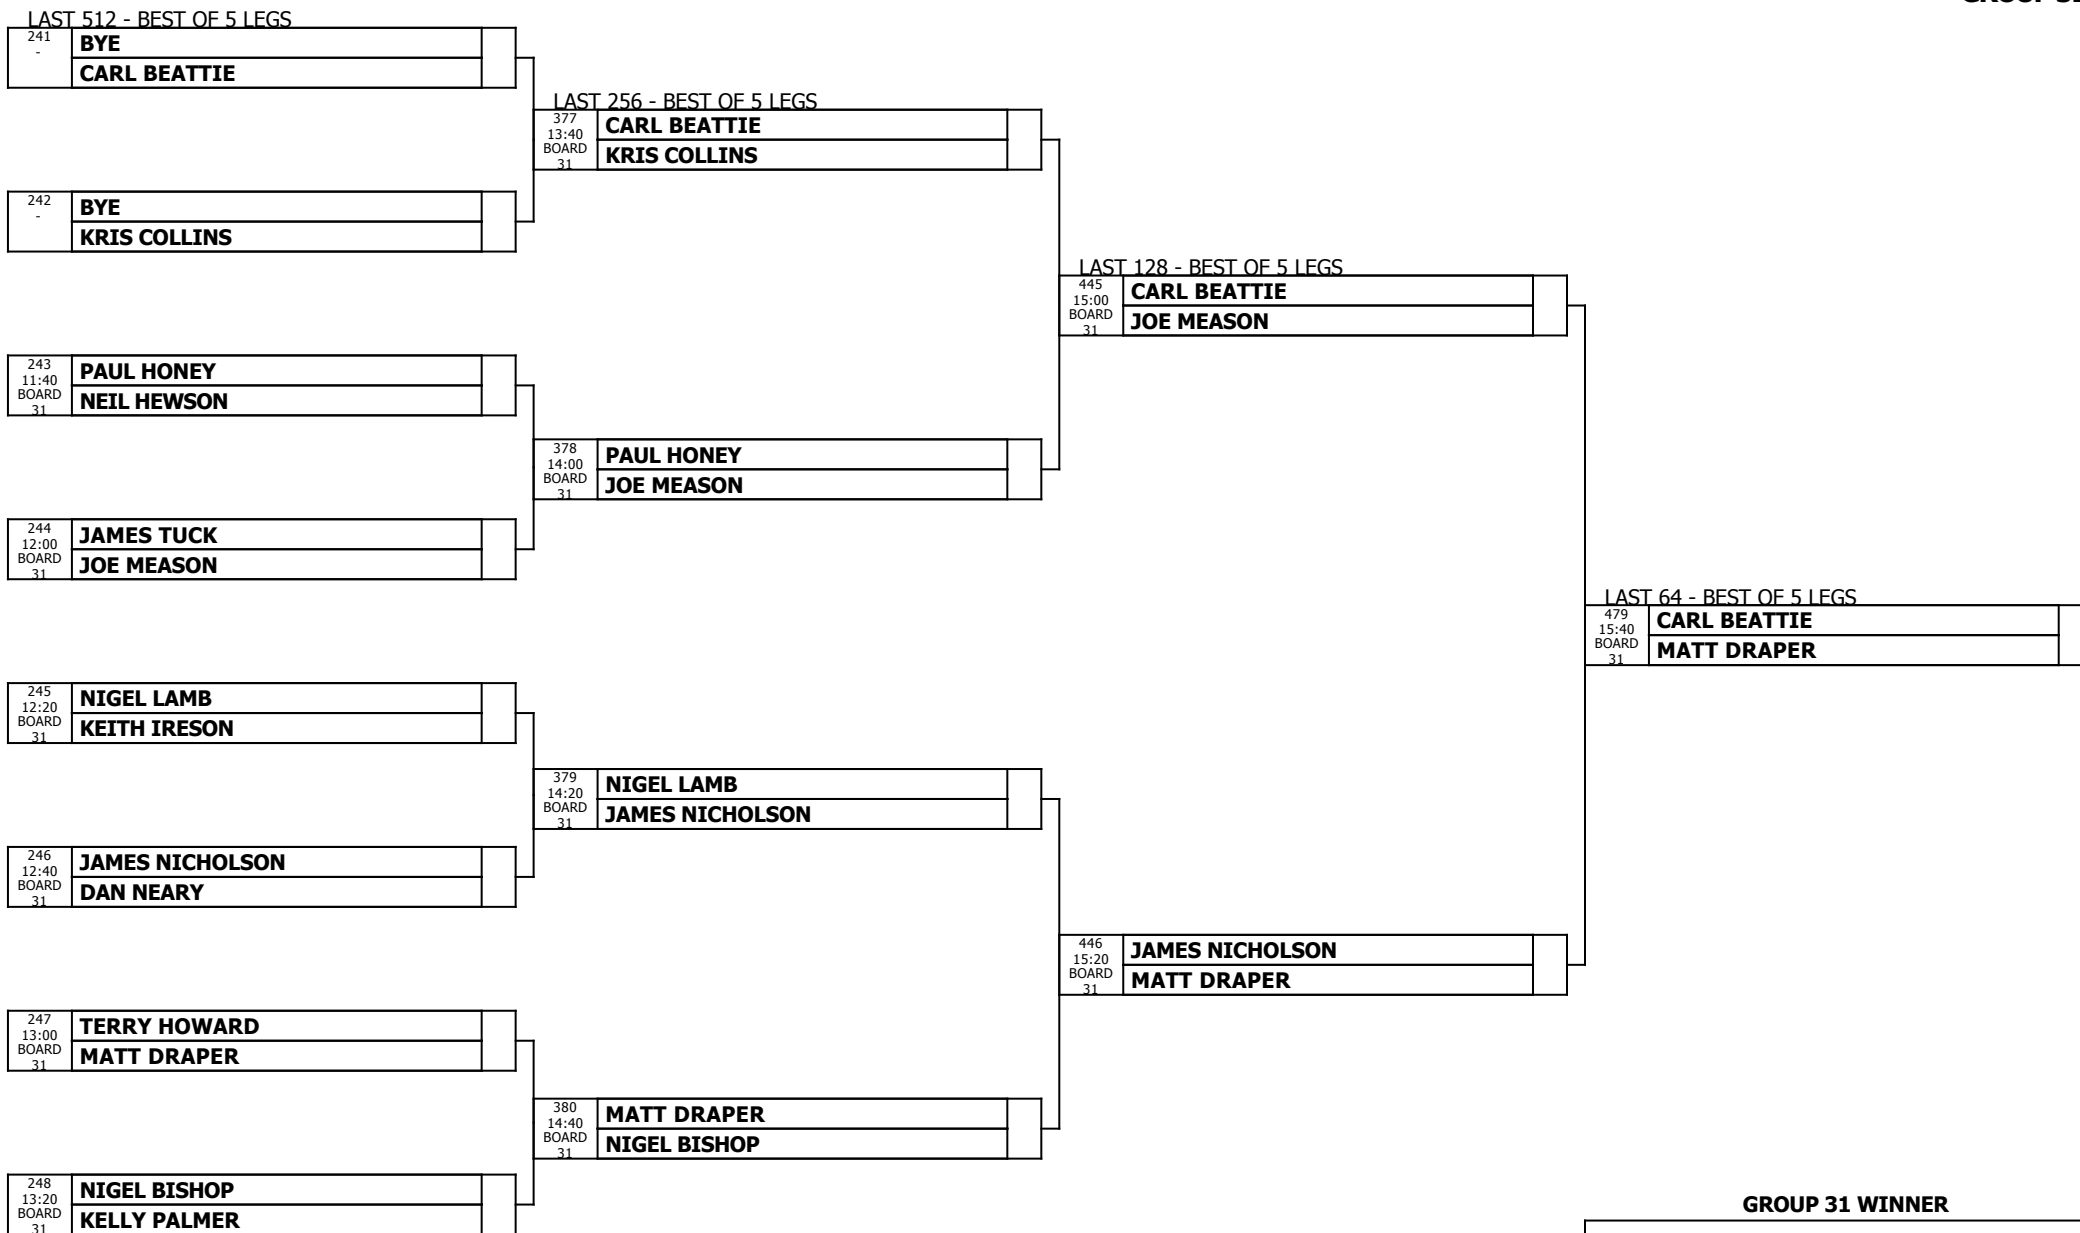 LAST 512 - BEST OF 5 LEGS
241
-
BYE
CARL BEATTIE
242
-
BYE
KRIS COLLINS
243
11:40
BOARD
31
PAUL HONEY
NEIL HEWSON
244
12:00
BOARD
31
JAMES TUCK
JOE MEASON
245
12:20
BOARD
31
NIGEL LAMB
KEITH IRESON
246
12:40
BOARD
31
JAMES NICHOLSON
DAN NEARY
247
13:00
BOARD
31
TERRY HOWARD
MATT DRAPER
248
13:20
BOARD
31
NIGEL BISHOP
KELLY PALMER
LAST 256 - BEST OF 5 LEGS
377
13:40
BOARD
31
CARL BEATTIE
KRIS COLLINS
378
14:00
BOARD
31
PAUL HONEY
JOE MEASON
379
14:20
BOARD
31
NIGEL LAMB
JAMES NICHOLSON
380
14:40
BOARD
31
MATT DRAPER
NIGEL BISHOP
LAST 128 - BEST OF 5 LEGS
445
15:00
BOARD
31
CARL BEATTIE
JOE MEASON
446
15:20
BOARD
31
JAMES NICHOLSON
MATT DRAPER
LAST 64 - BEST OF 5 LEGS
479
15:40
BOARD
31
CARL BEATTIE
MATT DRAPER
GROUP 31 WINNER